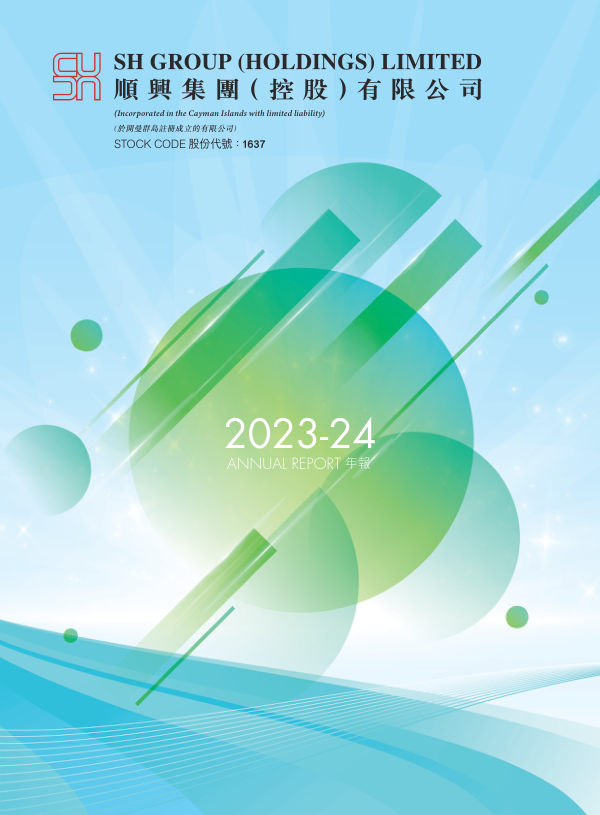 SH GROUP (HOLDINGS) LIMITED
順興集團(控股)有限公司
(Incorporated in the Cayman Islands with limited liability)
(於開曼群島註冊成立的有限公司)
STOCK CODE 股份代號：1637
2023-24
ANNUAL REPORT 年報